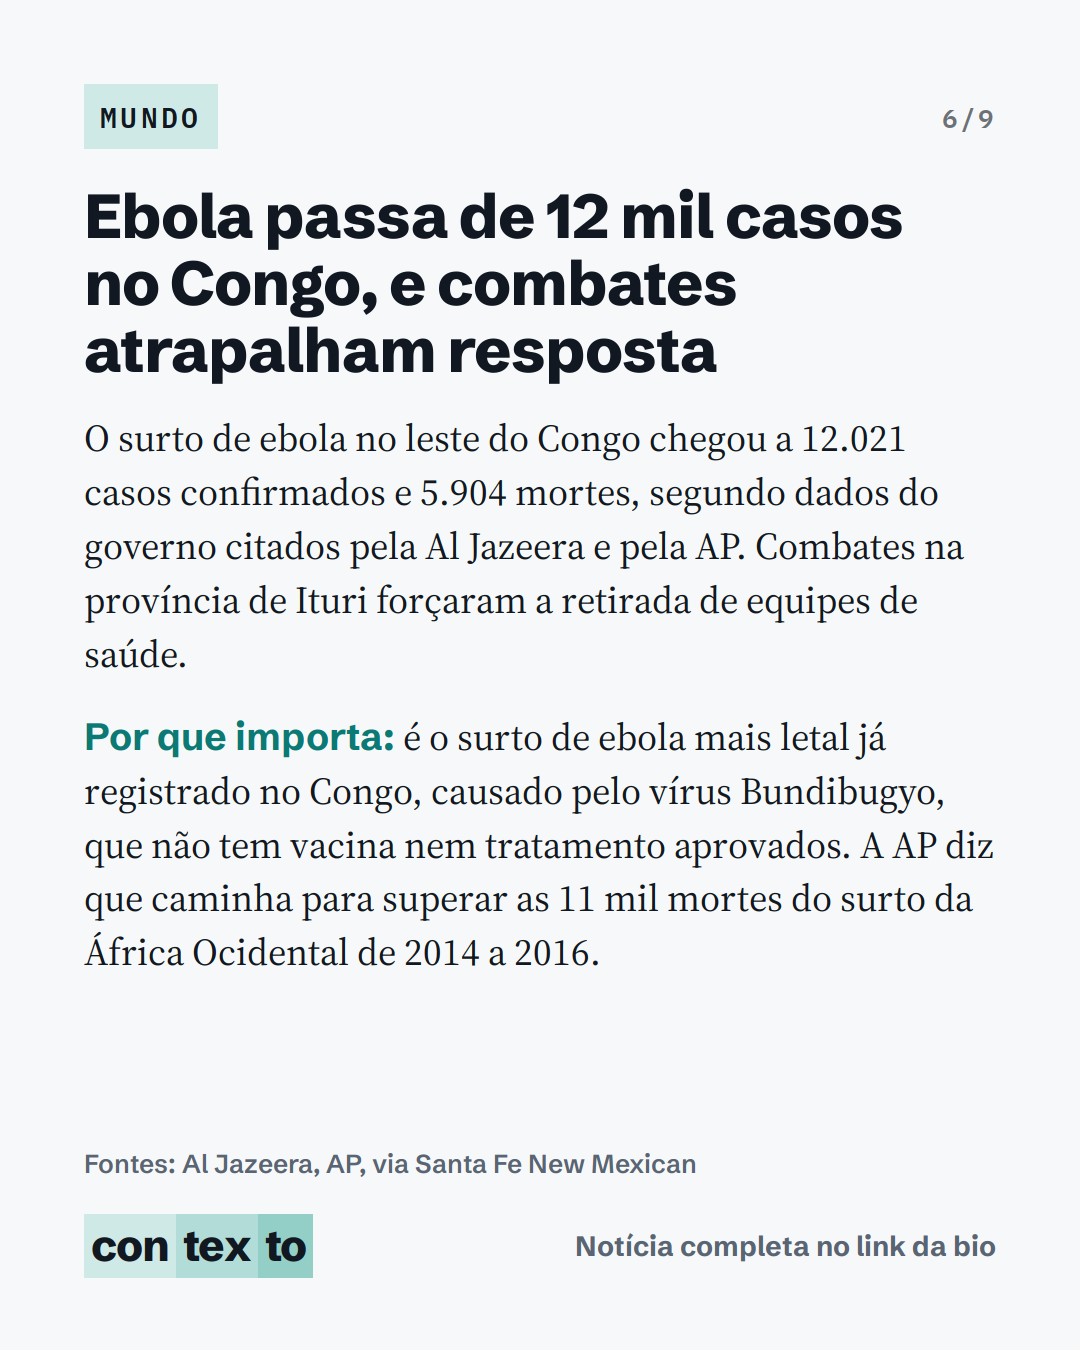 MUNDO
6/9
Ebola passa de 12 mil casos
no Congo, e combates
atrapalham resposta
O surto de ebola no leste do Congo chegou a 12.021
casos confirmados e 5.904 mortes, segundo dados do
governo citados pela Al Jazeera e pela AP. Combates na
província de Ituri forçaram a retirada de equipes de
saúde.
Por que importa: é o surto de ebola mais letal já
registrado no Congo, causado pelo vírus Bundibugyo,
que não tem vacina nem tratamento aprovados. A AP diz
que caminha para superar as 11 mil mortes do surto da
África Ocidental de 2014 a 2016.
Fontes: Al Jazeera, AP, via Santa Fe New Mexican
contexto
Notícia completa no link da bio